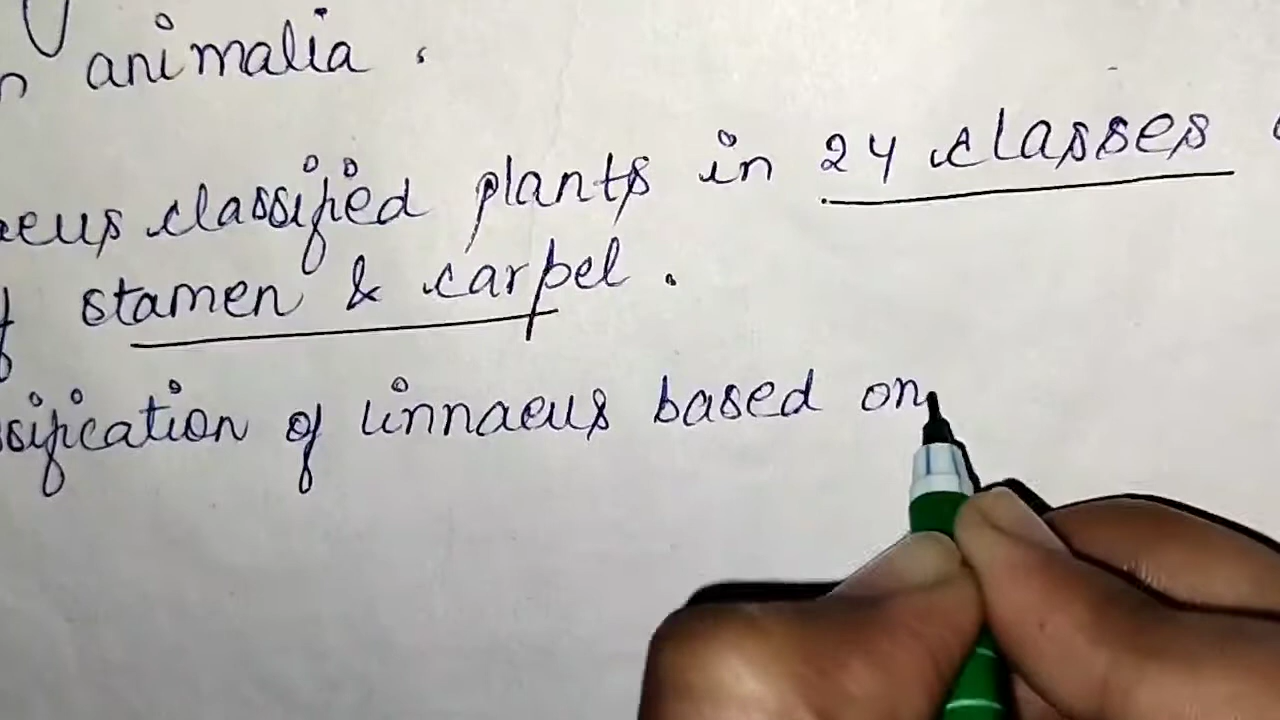 animalia.
classified plants in 24 classes
stamen & carpel.
of linnaeus based on